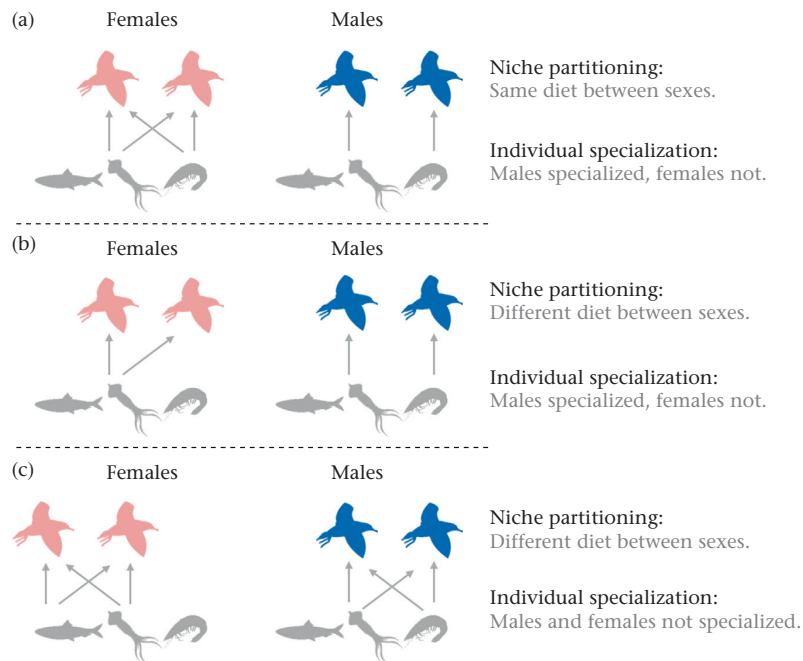 (a)
Females
Males
Niche partitioning:
Same diet between sexes.
Individual specialization:
Males specialized, females not.
(b)
Females
Males
Niche partitioning:
Different diet between sexes.
Individual specialization:
Males specialized, females not.
(c)
Females
Males
Niche partitioning:
Different diet between sexes.
Individual specialization:
Males and females not specialized.